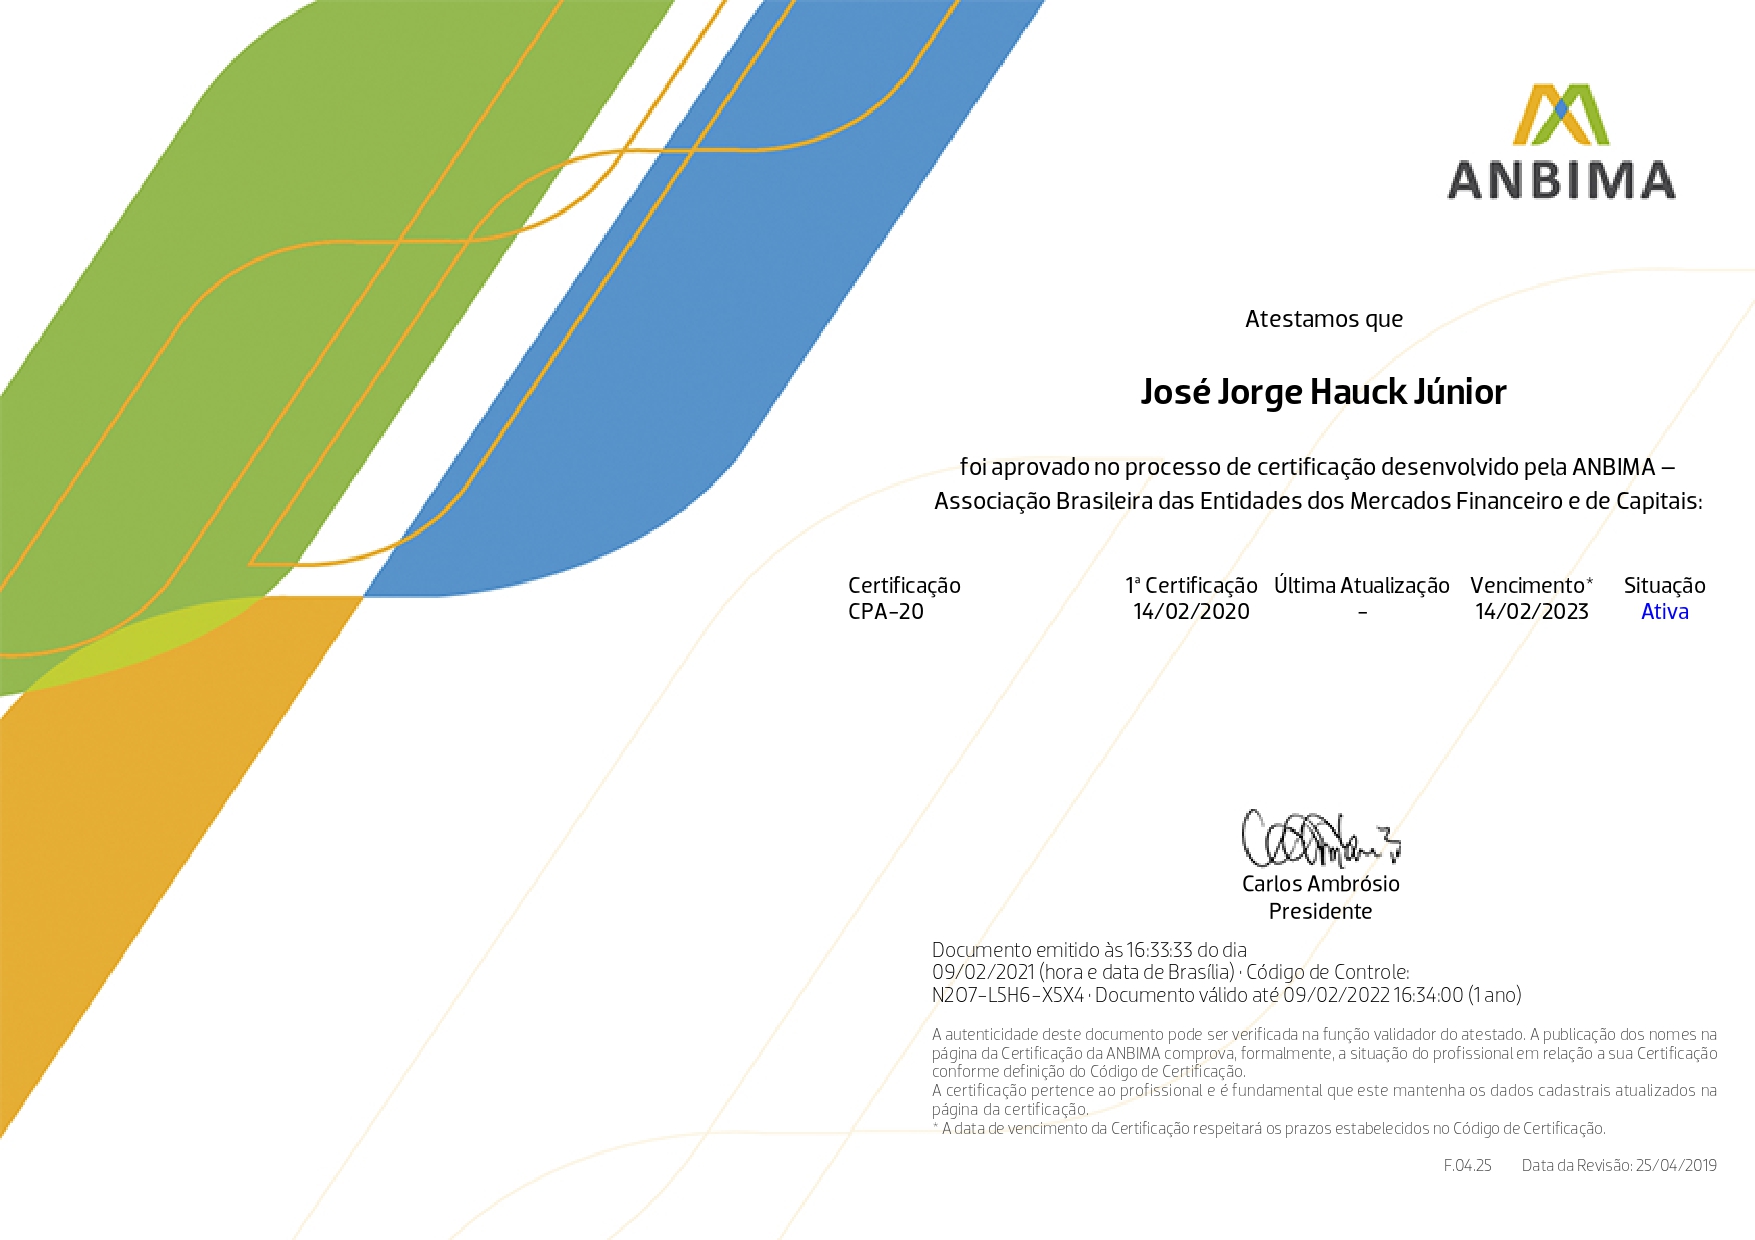 ANBIMA
Atestamos que
José Jorge Hauck Júnior
foi aprovado no processo de certificação desenvolvido pela ANBIMA –
Associação Brasileira das Entidades dos Mercados Financeiro e de Capitais:
Certificação 1ª Certificação Última Atualização Vencimento* Situação
CPA-20 14/02/2020 - 14/02/2023 Ativa
Carlos Ambrósio
Presidente
Documento emitido às 16:33:33 do dia
09/02/2021 (hora e data de Brasília) · Código de Controle:
N207-L5H6-X5X4 · Documento válido até 09/02/2022 16:34:00 (1 ano)
A autenticidade deste documento pode ser verificada na função validador do atestado. A publicação dos nomes na
página da Certificação da ANBIMA comprova, formalmente, a situação do profissional em relação a sua Certificação
conforme definição do Código de Certificação.
A certificação pertence ao profissional e é fundamental que este mantenha os dados cadastrais atualizados na
página da certificação.
* A data de vencimento da Certificação respeitará os prazos estabelecidos no Código de Certificação.
F.04.25 Data da Revisão: 25/04/2019